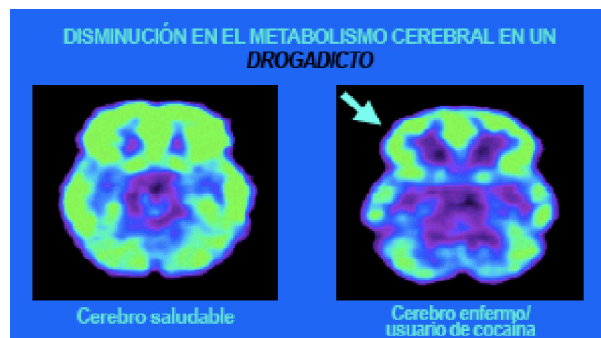 DISMINUCIÓN EN EL METABOLISMO CEREBRAL EN UN
DROGADICTO
Cerebro saludable
Cerebro enfermo/
usuario de cocaína